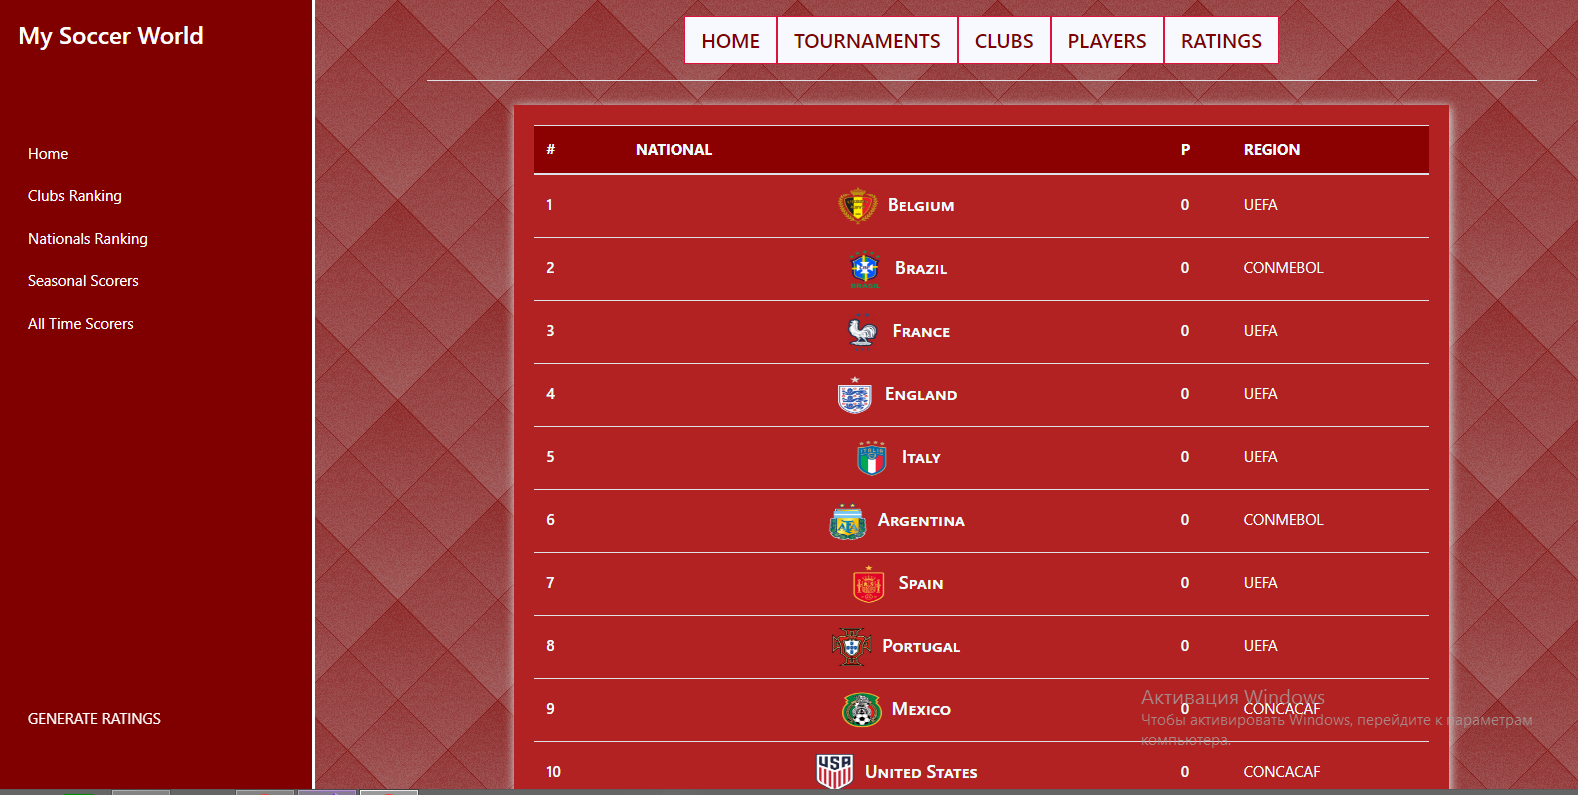 My Soccer World
HOME TOURNAMENTS CLUBS PLAYERS RATINGS
Home
Clubs Ranking
Nationals Ranking
Seasonal Scorers
All Time Scorers
GENERATE RATINGS
# NATIONAL P REGION
1 Belgium 0 UEFA
2 Brazil 0 CONMEBOL
3 France 0 UEFA
4 England 0 UEFA
5 Italy 0 UEFA
6 Argentina 0 CONMEBOL
7 Spain 0 UEFA
8 Portugal 0 UEFA
9 Mexico 0 CONCACAF
10 USA United States 0 CONCACAF
Активация Windows
Чтобы активировать Windows, перейдите к параметрам
компьютера.